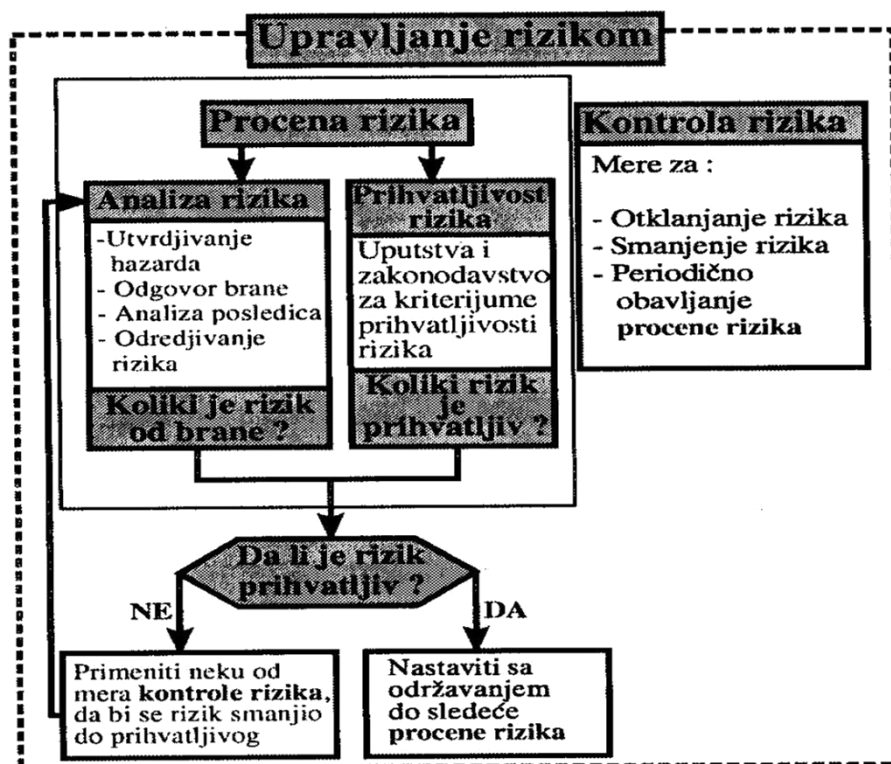 Upravljanje rizikom
Procena rizika
Analiza rizika
-Utvrdjivanje
hazarda
- Odgovor brane
- Analiza posledica
- Odredjivanje
rizika
Koliki je rizik
od brane ?
Prihvatljivost
rizika
Uputstva i
zakonodavstvo
za kriterijume
prihvatljivosti
rizika
Koliki rizik
je
prihvatljiv ?
Kontrola rizika
Mere za :
- Otklanjanje rizika
- Smanjenje rizika
- Periodično
obavljanje
procene rizika
Da li je rizik
prihvatljiv ?
NE
DA
Primeniti neku od
mera kontrole rizika,
da bi se rizik smanjio
do prihvatljivog
Nastaviti sa
održavanjem
do sledeće
procene rizika